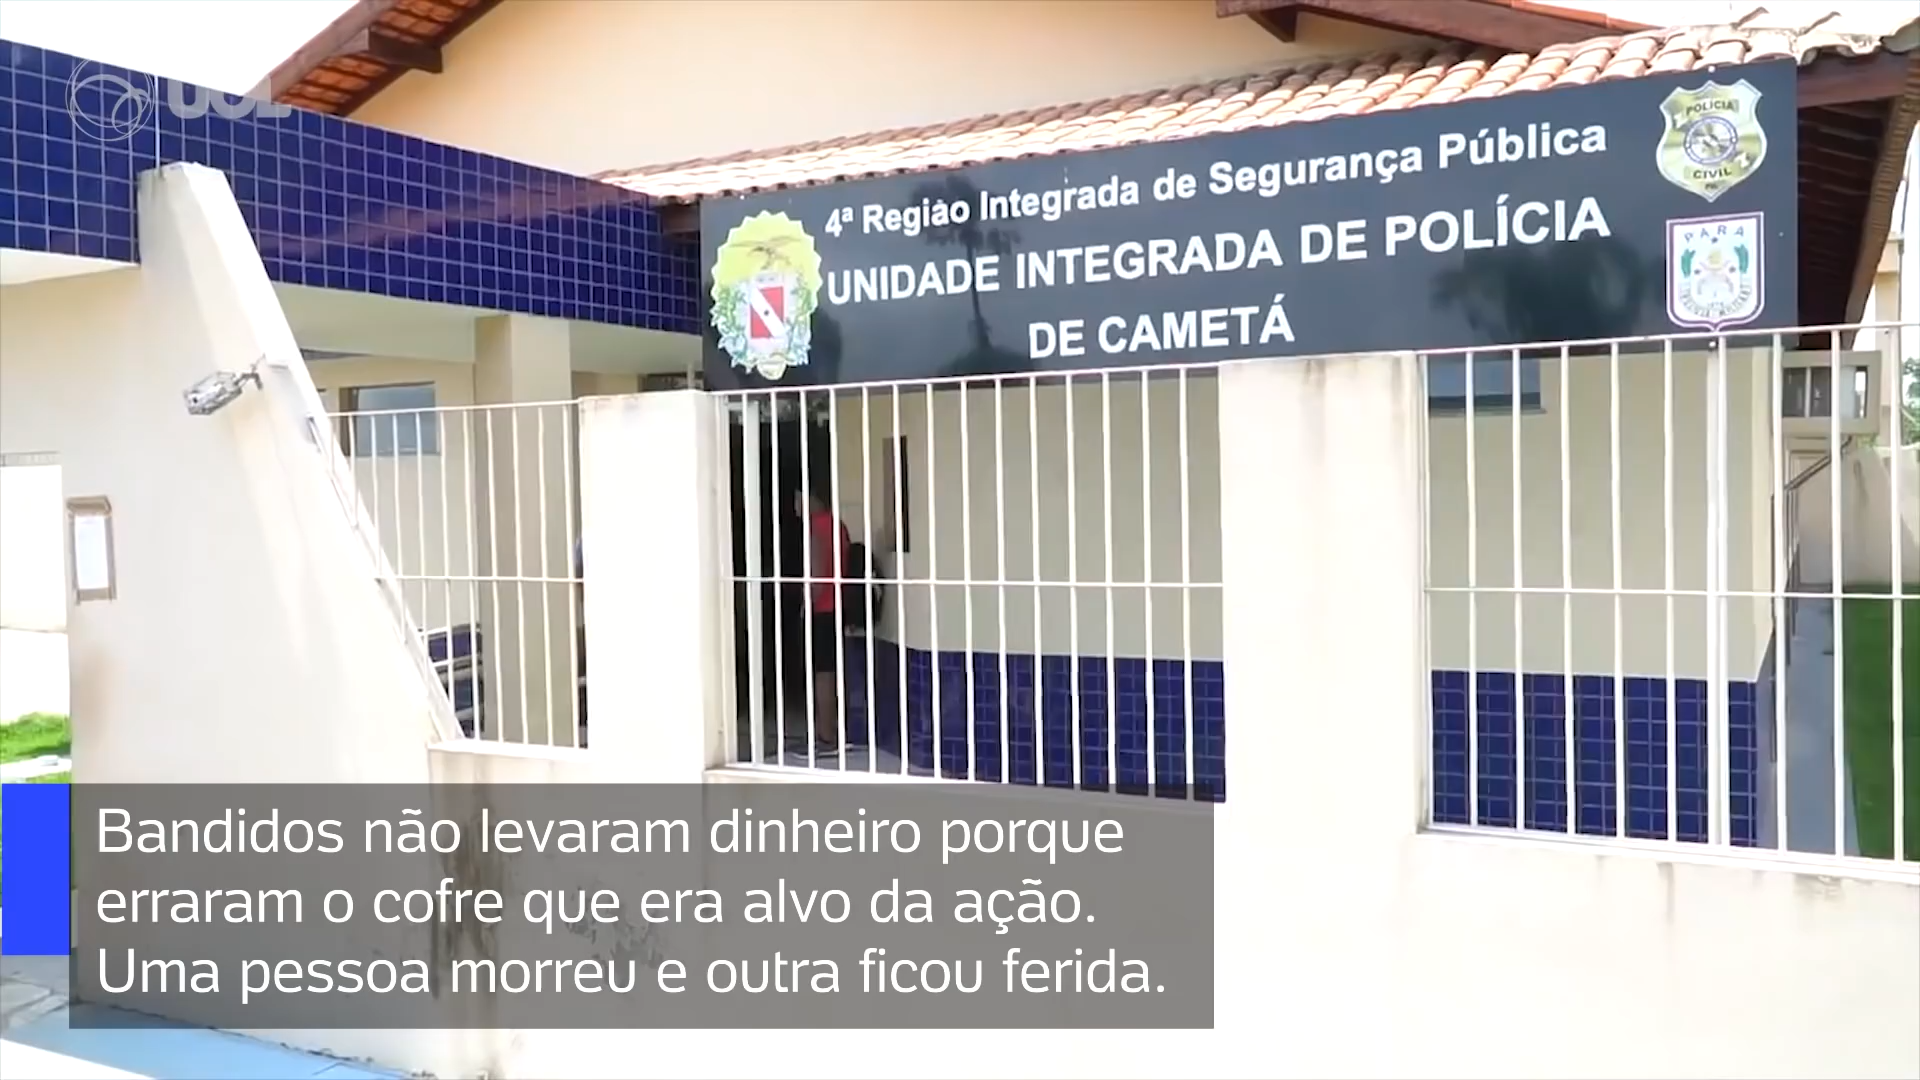 UOL
4ª Região Integrada de Segurança Pública
UNIDADE INTEGRADA DE POLÍCIA
DE CAMETÁ
POLÍCIA
CIVIL
PARÁ
Bandidos não levaram dinheiro porque
erraram o cofre que era alvo da ação.
Uma pessoa morreu e outra ficou ferida.